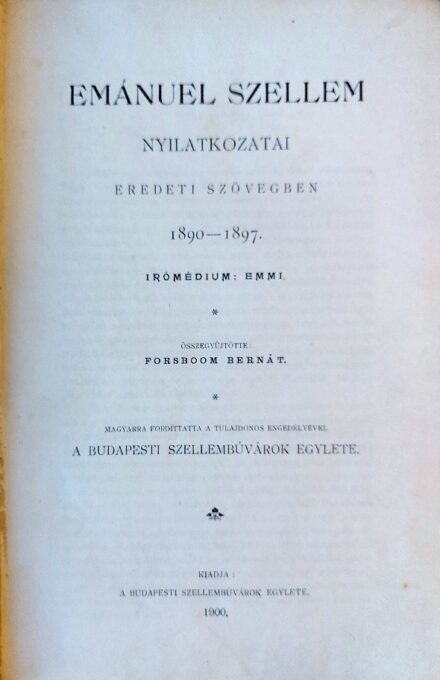 EMÁNUEL SZELLEM
NYILATKOZATAI
EREDETI SZÖVEGBEN
1890—1897.
IRÓMÉDIUM: EMMI.
*
ÖSSZEGYŰJTÖTTE:
FORSBOOM BERNÁT.
*
MAGYARRA FORDÍTTATTA A TULAJDONOS ENGEDÉLYÉVEL
A BUDAPESTI SZELLEMBÚVÁROK EGYLETE.
KIADJA:
A BUDAPESTI SZELLEMBÚVÁROK EGYLETE.
1900.